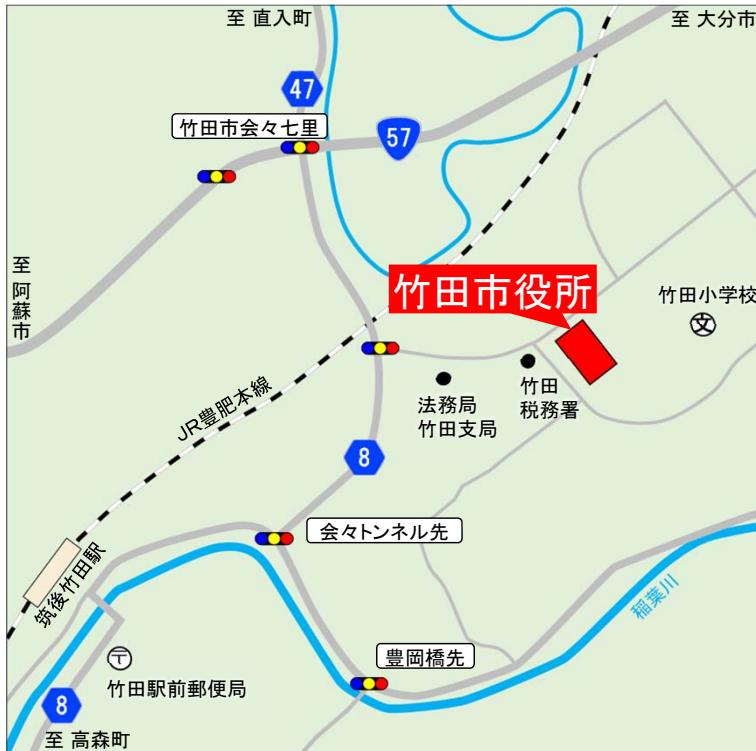 至 直入町
至 大分市
47
竹田市会々七里
57
至 阿蘇市
竹田市役所
竹田小学校
文
JR豊肥本線
法務局
竹田支局
竹田
税務署
8
会々トンネル先
筑後竹田駅
稲葉川
豊岡橋先
〒
竹田駅前郵便局
8
至 高森町